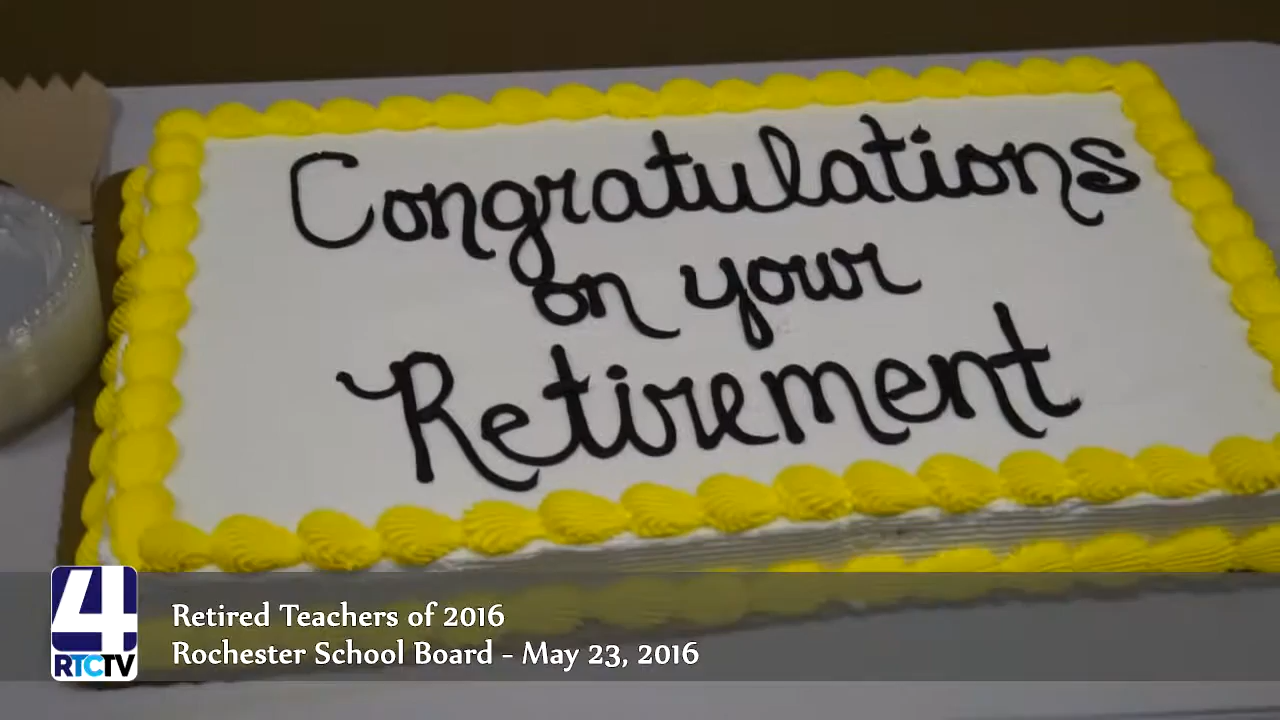 Congratulations
on your
Retirement
4
RTCTV
Retired Teachers of 2016
Rochester School Board - May 23, 2016